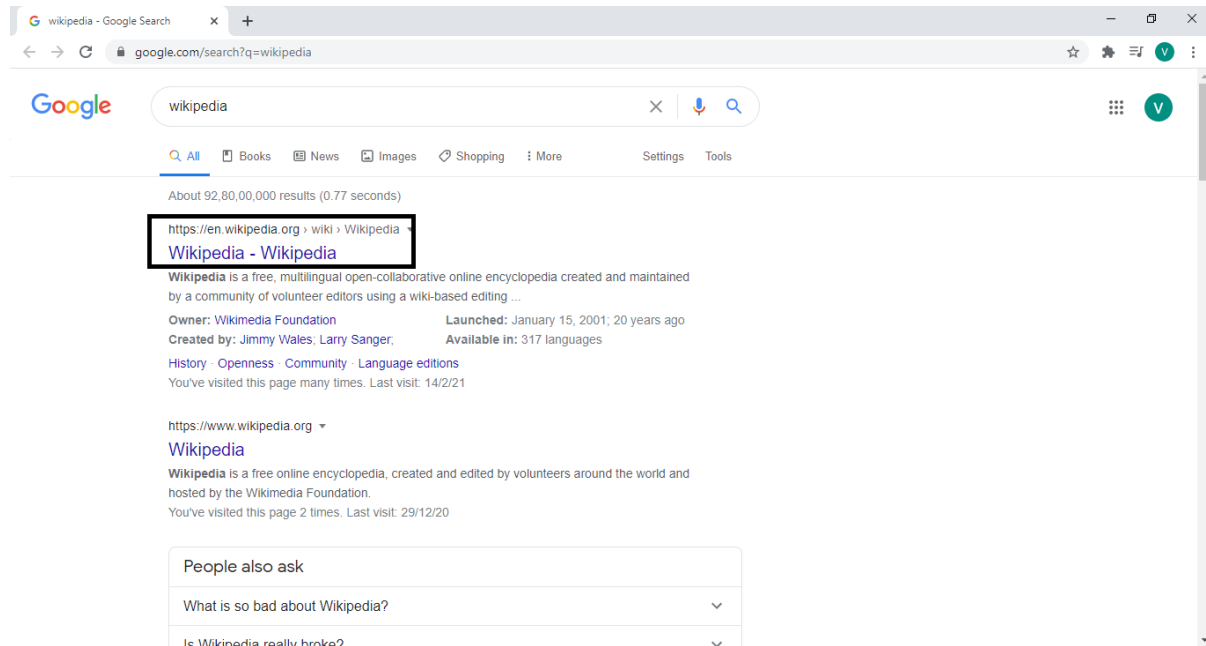 wikipedia - Google Search
google.com/search?q=wikipedia
V
Google
wikipedia
V
All Books News Images Shopping More Settings Tools
About 92,80,00,000 results (0.77 seconds)
https://en.wikipedia.org › wiki › Wikipedia
Wikipedia - Wikipedia
Wikipedia is a free, multilingual open-collaborative online encyclopedia created and maintained
by a community of volunteer editors using a wiki-based editing ...
Owner: Wikimedia Foundation Launched: January 15, 2001; 20 years ago
Created by: Jimmy Wales; Larry Sanger; Available in: 317 languages
History · Openness · Community · Language editions
You've visited this page many times. Last visit: 14/2/21
https://www.wikipedia.org
Wikipedia
Wikipedia is a free online encyclopedia, created and edited by volunteers around the world and
hosted by the Wikimedia Foundation.
You've visited this page 2 times. Last visit: 29/12/20
People also ask
What is so bad about Wikipedia?
Is Wikipedia really broke?